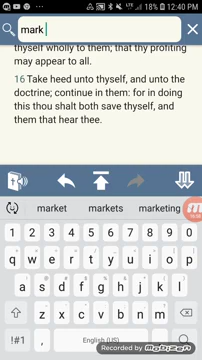 18% 12:40 PM
mark
thyself wholly to them; that thy profiting
may appear to all.
16 Take heed unto thyself, and unto the
doctrine; continue in them: for in doing
this thou shalt both save thyself, and
them that hear thee.
market markets marketing
1 2 3 4 5 6 7 8 9 0
q w e r t y u i o p
a s d f g h j k l
z x c v b n m
!#1 , English (US) .
Recorded by
Mobizen